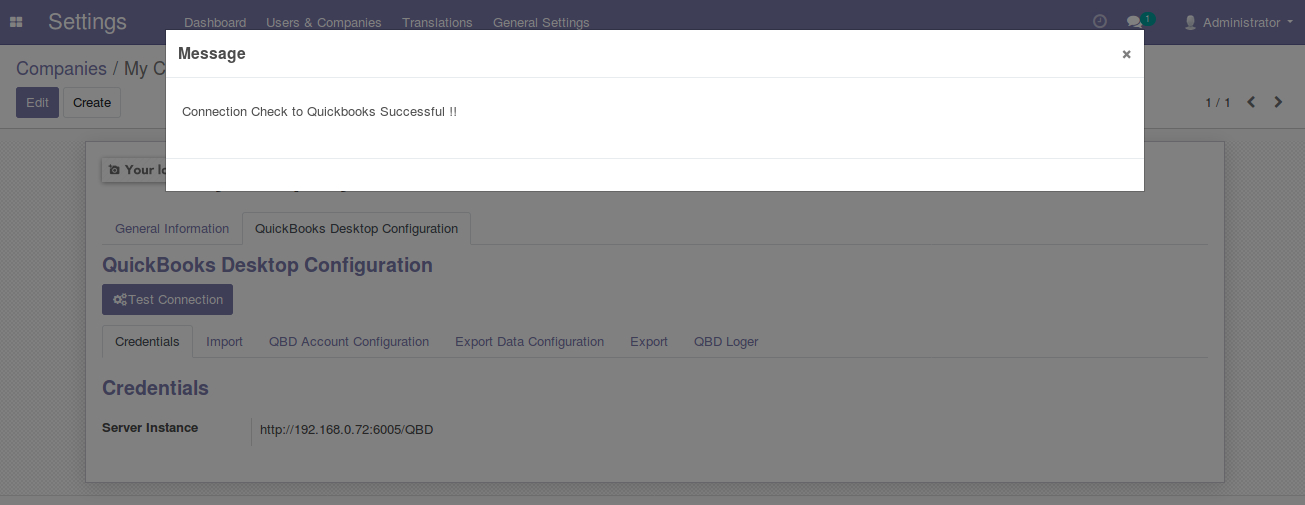 Settings Dashboard Users & Companies Translations General Settings 1 Administrator
Message ×
Companies / My C
Connection Check to Quickbooks Successful !!
Edit Create 1 / 1
Your lo
General Information QuickBooks Desktop Configuration
QuickBooks Desktop Configuration
Test Connection
Credentials Import QBD Account Configuration Export Data Configuration Export QBD Loger
Credentials
Server Instance http://192.168.0.72:6005/QBD